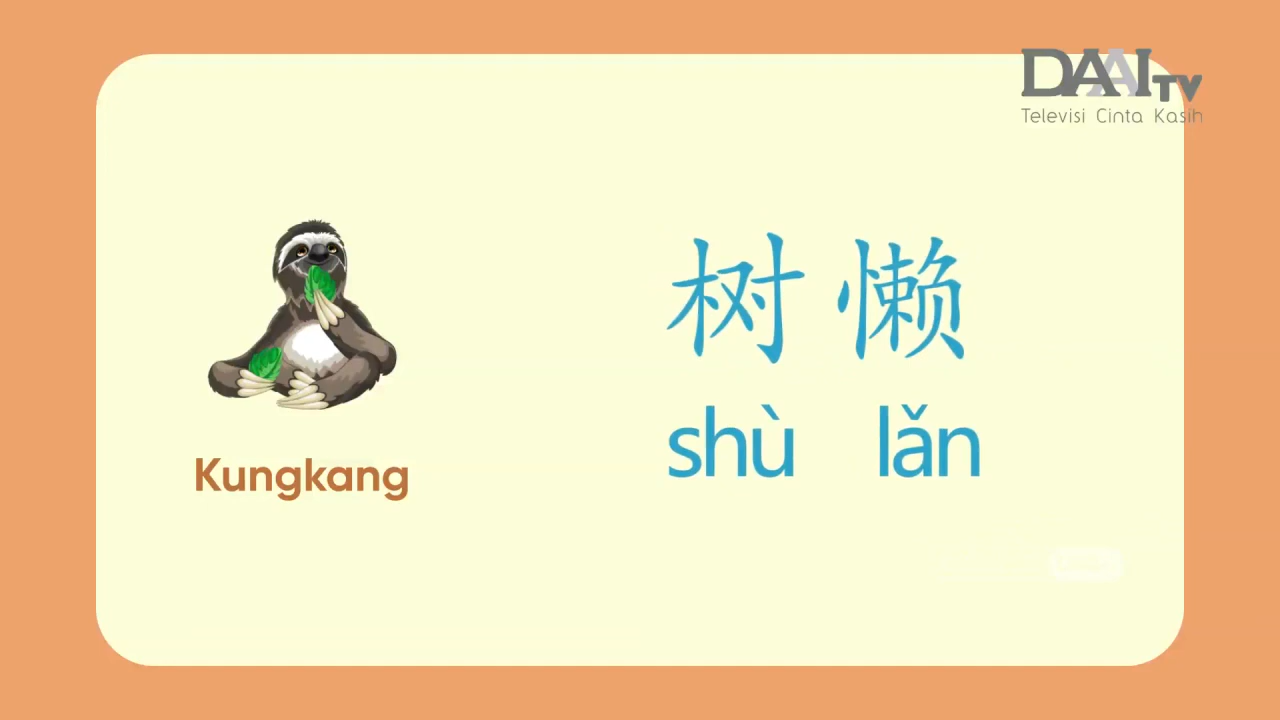 DAAI TV
Televisi Cinta Kasih
树懒
shù lǎn
Kungkang